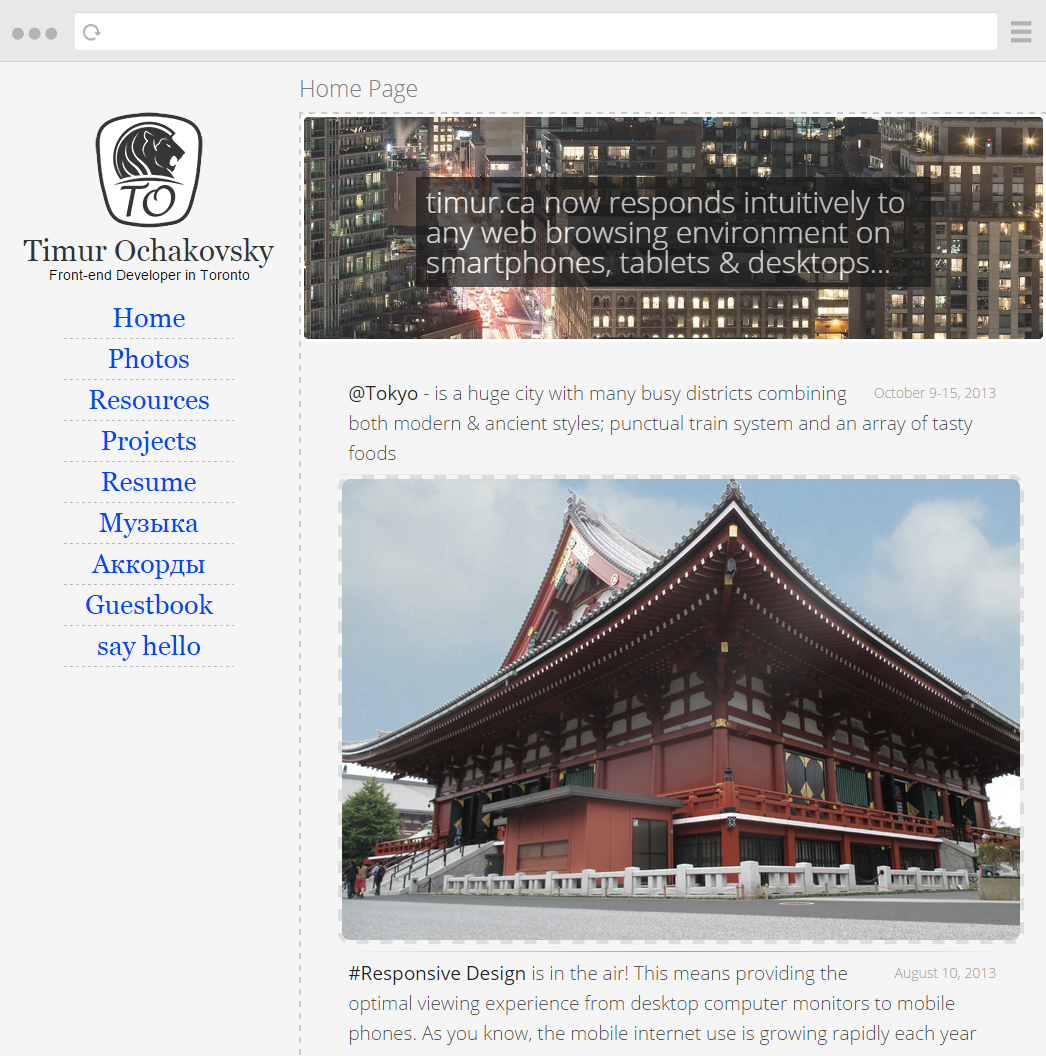 Home Page
TO
Timur Ochakovsky
Front-end Developer in Toronto
Home
Photos
Resources
Projects
Resume
Музыка
Аккорды
Guestbook
say hello
timur.ca now responds intuitively to
any web browsing environment on
smartphones, tablets & desktops...
@Tokyo - is a huge city with many busy districts combining
October 9-15, 2013
both modern & ancient styles; punctual train system and an array of tasty
foods
#Responsive Design is in the air! This means providing the
August 10, 2013
optimal viewing experience from desktop computer monitors to mobile
phones. As you know, the mobile internet use is growing rapidly each year